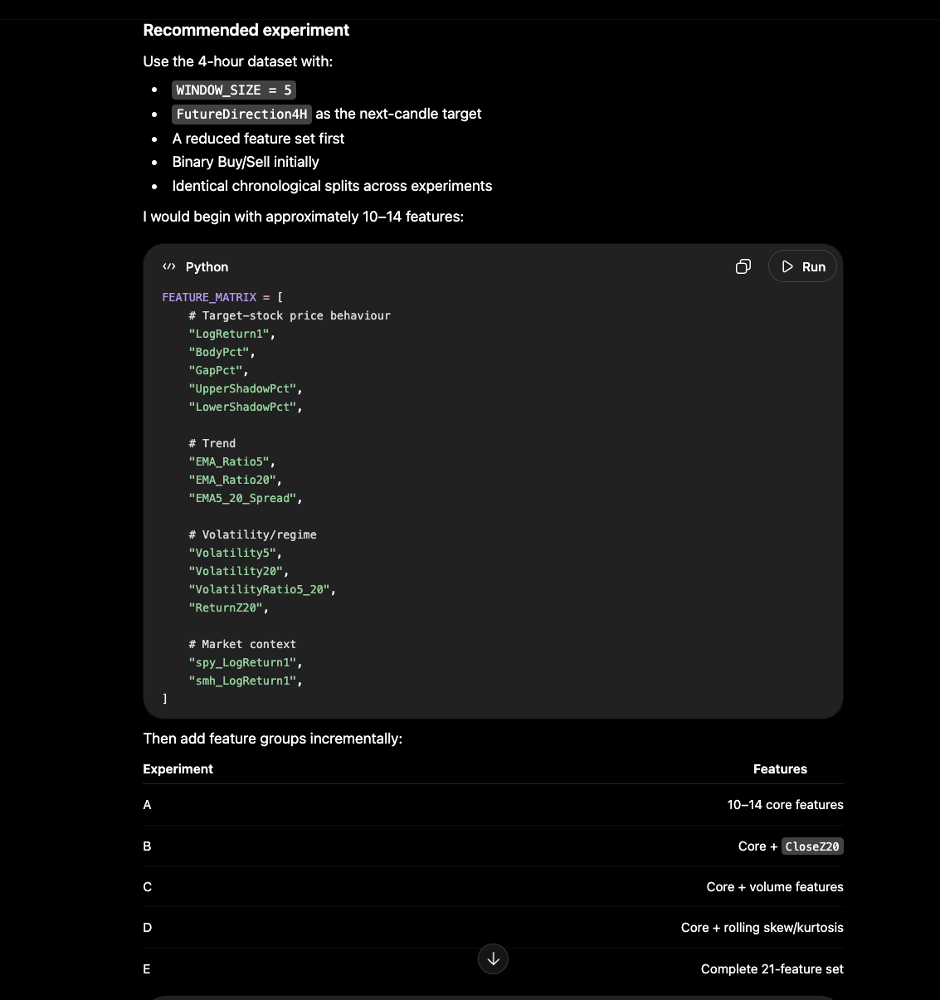 Recommended experiment
Use the 4-hour dataset with:
• WINDOW_SIZE = 5
• FutureDirection4H as the next-candle target
• A reduced feature set first
• Binary Buy/Sell initially
• Identical chronological splits across experiments
I would begin with approximately 10–14 features:
</> Python Run
FEATURE_MATRIX = [
    # Target-stock price behaviour
    "LogReturn1",
    "BodyPct",
    "GapPct",
    "UpperShadowPct",
    "LowerShadowPct",
    # Trend
    "EMA_Ratio5",
    "EMA_Ratio20",
    "EMA5_20_Spread",
    # Volatility/regime
    "Volatility5",
    "Volatility20",
    "VolatilityRatio5_20",
    "ReturnZ20",
    # Market context
    "spy_LogReturn1",
    "smh_LogReturn1",
]
Then add feature groups incrementally:
Experiment Features
A 10–14 core features
B Core + CloseZ20
C Core + volume features
D Core + rolling skew/kurtosis
E Complete 21-feature set